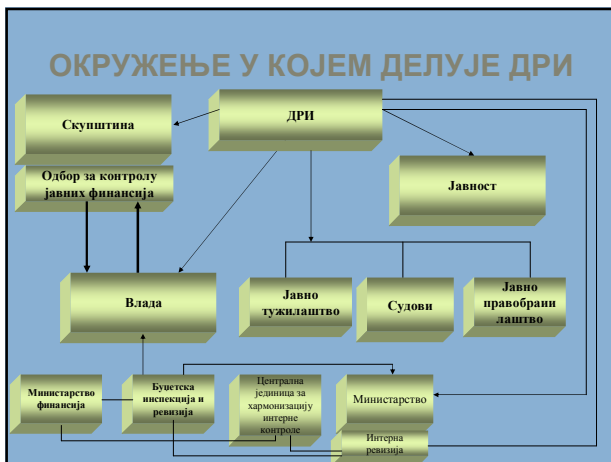 ОКРУЖЕЊЕ У КОЈЕМ ДЕЛУЈЕ ДРИ
Скупштина
ДРИ
Одбор за контролу
јавних финансија
Јавност
Влада
Јавно
тужилаштво
Судови
Јавно
правобрани
лаштво
Министарство
финансија
Буџетска
инспекција и
ревизија
Централна
јединица за
хармонизацију
интерне
контроле
Министарство
Интерна
ревизија